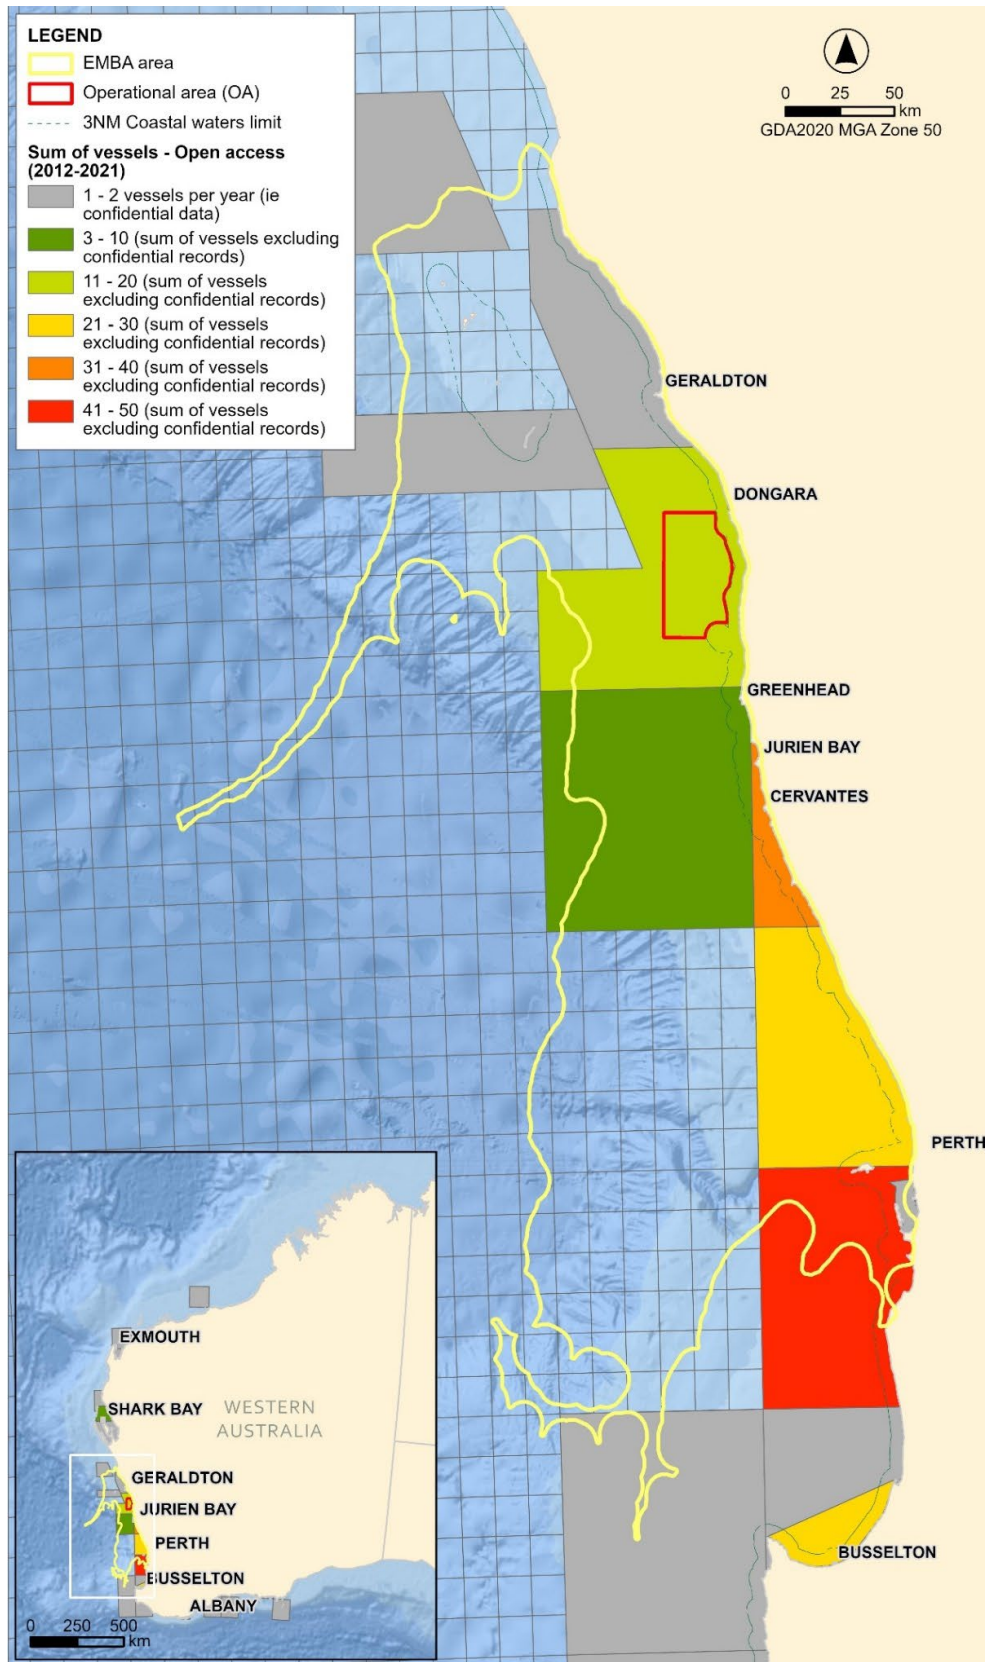 LEGEND
EMBA area
Operational area (OA)
3NM Coastal waters limit
Sum of vessels - Open access
(2012-2021)
1 - 2 vessels per year (ie
confidential data)
3 - 10 (sum of vessels excluding
confidential records)
11 - 20 (sum of vessels
excluding confidential records)
21 - 30 (sum of vessels
excluding confidential records)
31 - 40 (sum of vessels
excluding confidential records)
41 - 50 (sum of vessels
excluding confidential records)
0 25 50
km
GDA2020 MGA Zone 50
GERALDTON
DONGARA
GREENHEAD
JURIEN BAY
CERVANTES
PERTH
BUSSELTON
EXMOUTH
SHARK BAY
WESTERN
AUSTRALIA
GERALDTON
JURIEN BAY
PERTH
BUSSELTON
ALBANY
0 250 500
km